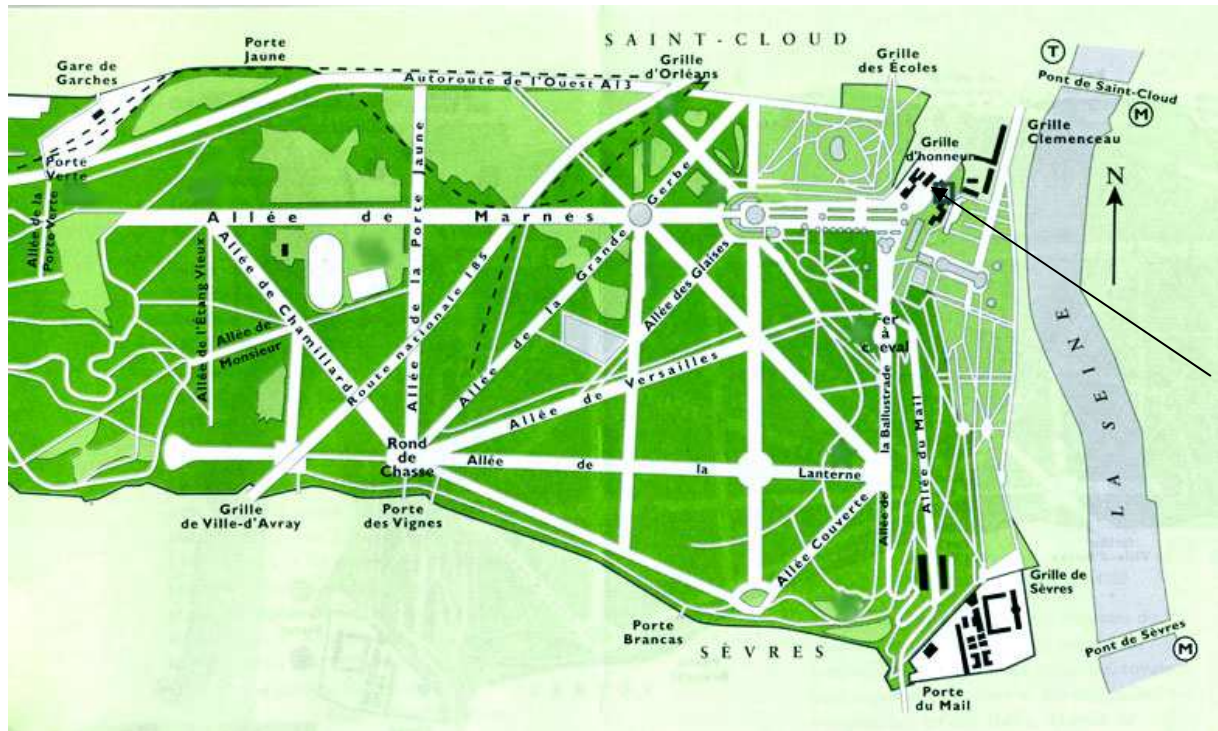 SAINT-CLOUD
Porte
Jaune
Gare de
Garches
Grille
d'Orléans
Grille
des Écoles
T
Pont de Saint-Cloud
M
Autoroute de l'Ouest A13
Grille
Clemenceau
Grille
d'honneur
N
Porte
Verte
Allée de la
Porte Verte
Allée de Marnes
Allée de la Porte Jaune
Allée de la Grande Gerbe
Allée des Glaises
Allée de l'Étang Vieux
Allée de Chamillard
Allée de
Monsieur
Route nationale 185
Allée de Versailles
Fer
à
cheval
LA SEINE
Allée de la Ballustrade
Allée du Mail
Rond
de
Chasse
Allée de la Lanterne
Allée Couverte
Grille
de Ville-d'Avray
Porte
des Vignes
Porte
Brancas
SÈVRES
Grille de
Sèvres
Pont de Sèvres
M
Porte
du Mail